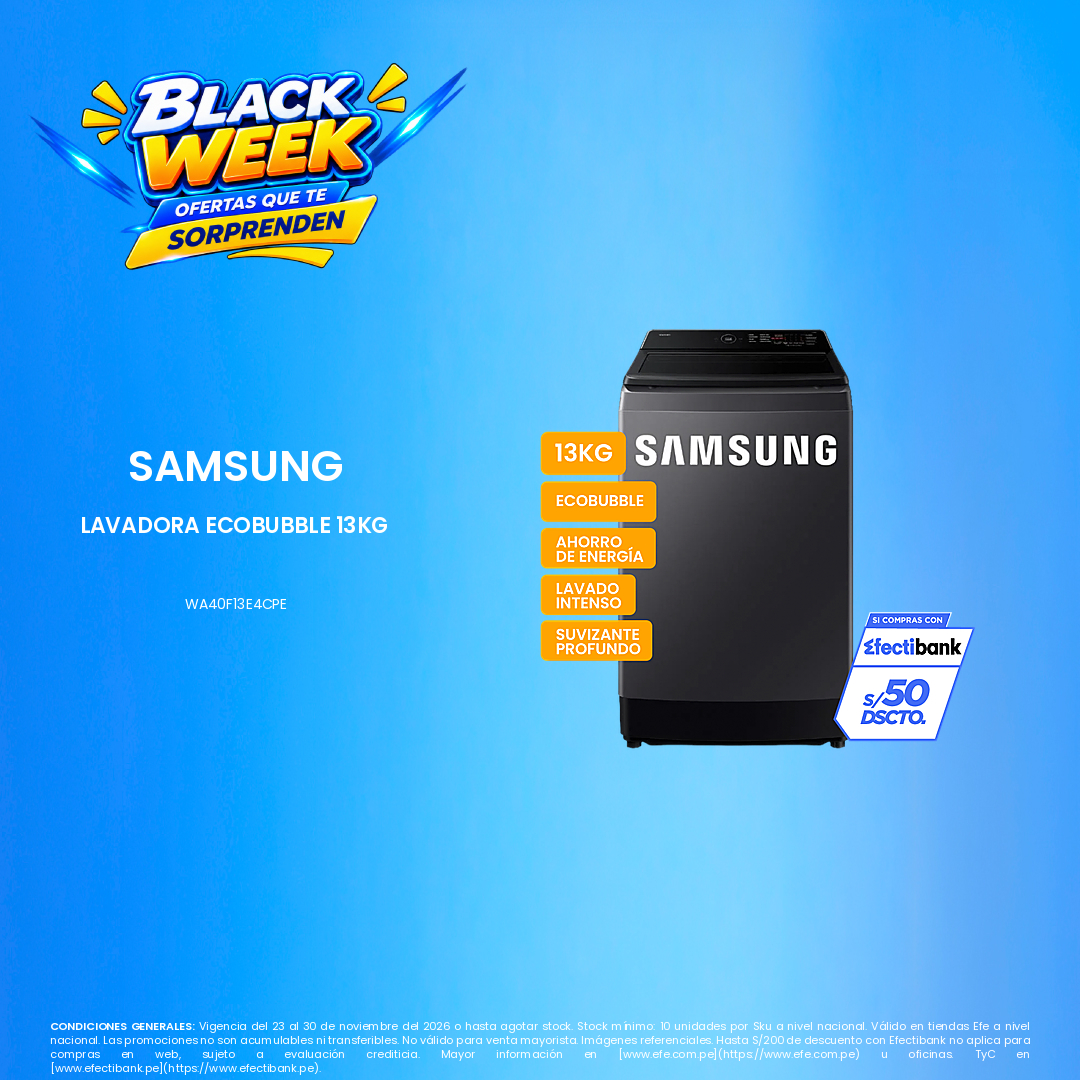 BLACK
WEEK
OFERTAS QUE TE
SORPRENDEN
SAMSUNG
LAVADORA ECOBUBBLE 13KG
WA40F13E4CPE
13KG
SAMSUNG
ECOBUBBLE
AHORRO
DE ENERGÍA
LAVADO
INTENSO
SUVIZANTE
PROFUNDO
SI COMPRAS CON
Efectibank
S/50
DSCTO.
CONDICIONES GENERALES: Vigencia del 23 al 30 de noviembre del 2026 o hasta agotar stock. Stock mínimo: 10 unidades por Sku a nivel nacional. Válido en tiendas Efe a nivel
nacional. Las promociones no son acumulables ni transferibles. No válido para venta mayorista. Imágenes referenciales. Hasta S/200 de descuento con Efectibank no aplica para
compras en web, sujeto a evaluación crediticia. Mayor información en [www.efe.com.pe](https://www.efe.com.pe) u oficinas. TyC en
[www.efectibank.pe](https://www.efectibank.pe).